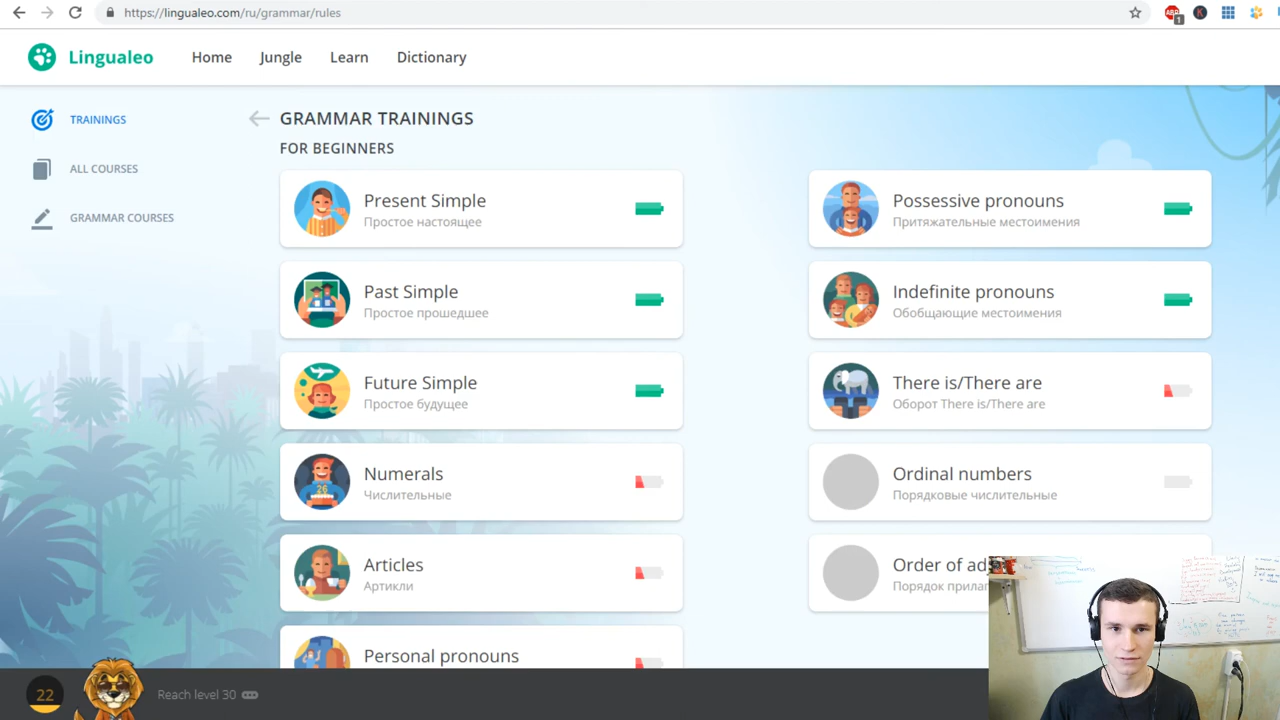 https://lingualeo.com/ru/grammar/rules
ABP
1
K
Lingualeo
Home
Jungle
Learn
Dictionary
TRAININGS
ALL COURSES
GRAMMAR COURSES
GRAMMAR TRAININGS
FOR BEGINNERS
Present Simple
Простое настоящее
Possessive pronouns
Притяжательные местоимения
Past Simple
Простое прошедшее
Indefinite pronouns
Обобщающие местоимения
Future Simple
Простое будущее
There is/There are
Оборот There is/There are
26
Numerals
Числительные
Ordinal numbers
Порядковые числительные
Articles
Артикли
Order of
Порядок
Personal pronouns
22
Reach level 30